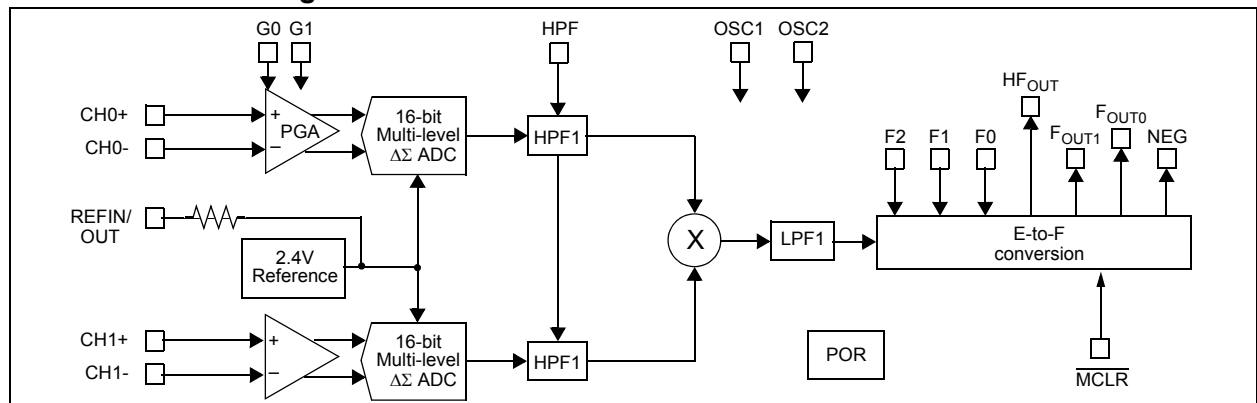 G0 G1
HPF
OSC1 OSC2
HFOUT
FOUT0
FOUT1
NEG
F2 F1 F0
CH0+
CH0-
+
PGA
−
16-bit
Multi-level
ΔΣ ADC
HPF1
REFIN/
OUT
2.4V
Reference
X
LPF1
E-to-F
conversion
CH1+
CH1-
+
−
16-bit
Multi-level
ΔΣ ADC
HPF1
POR
MCLR